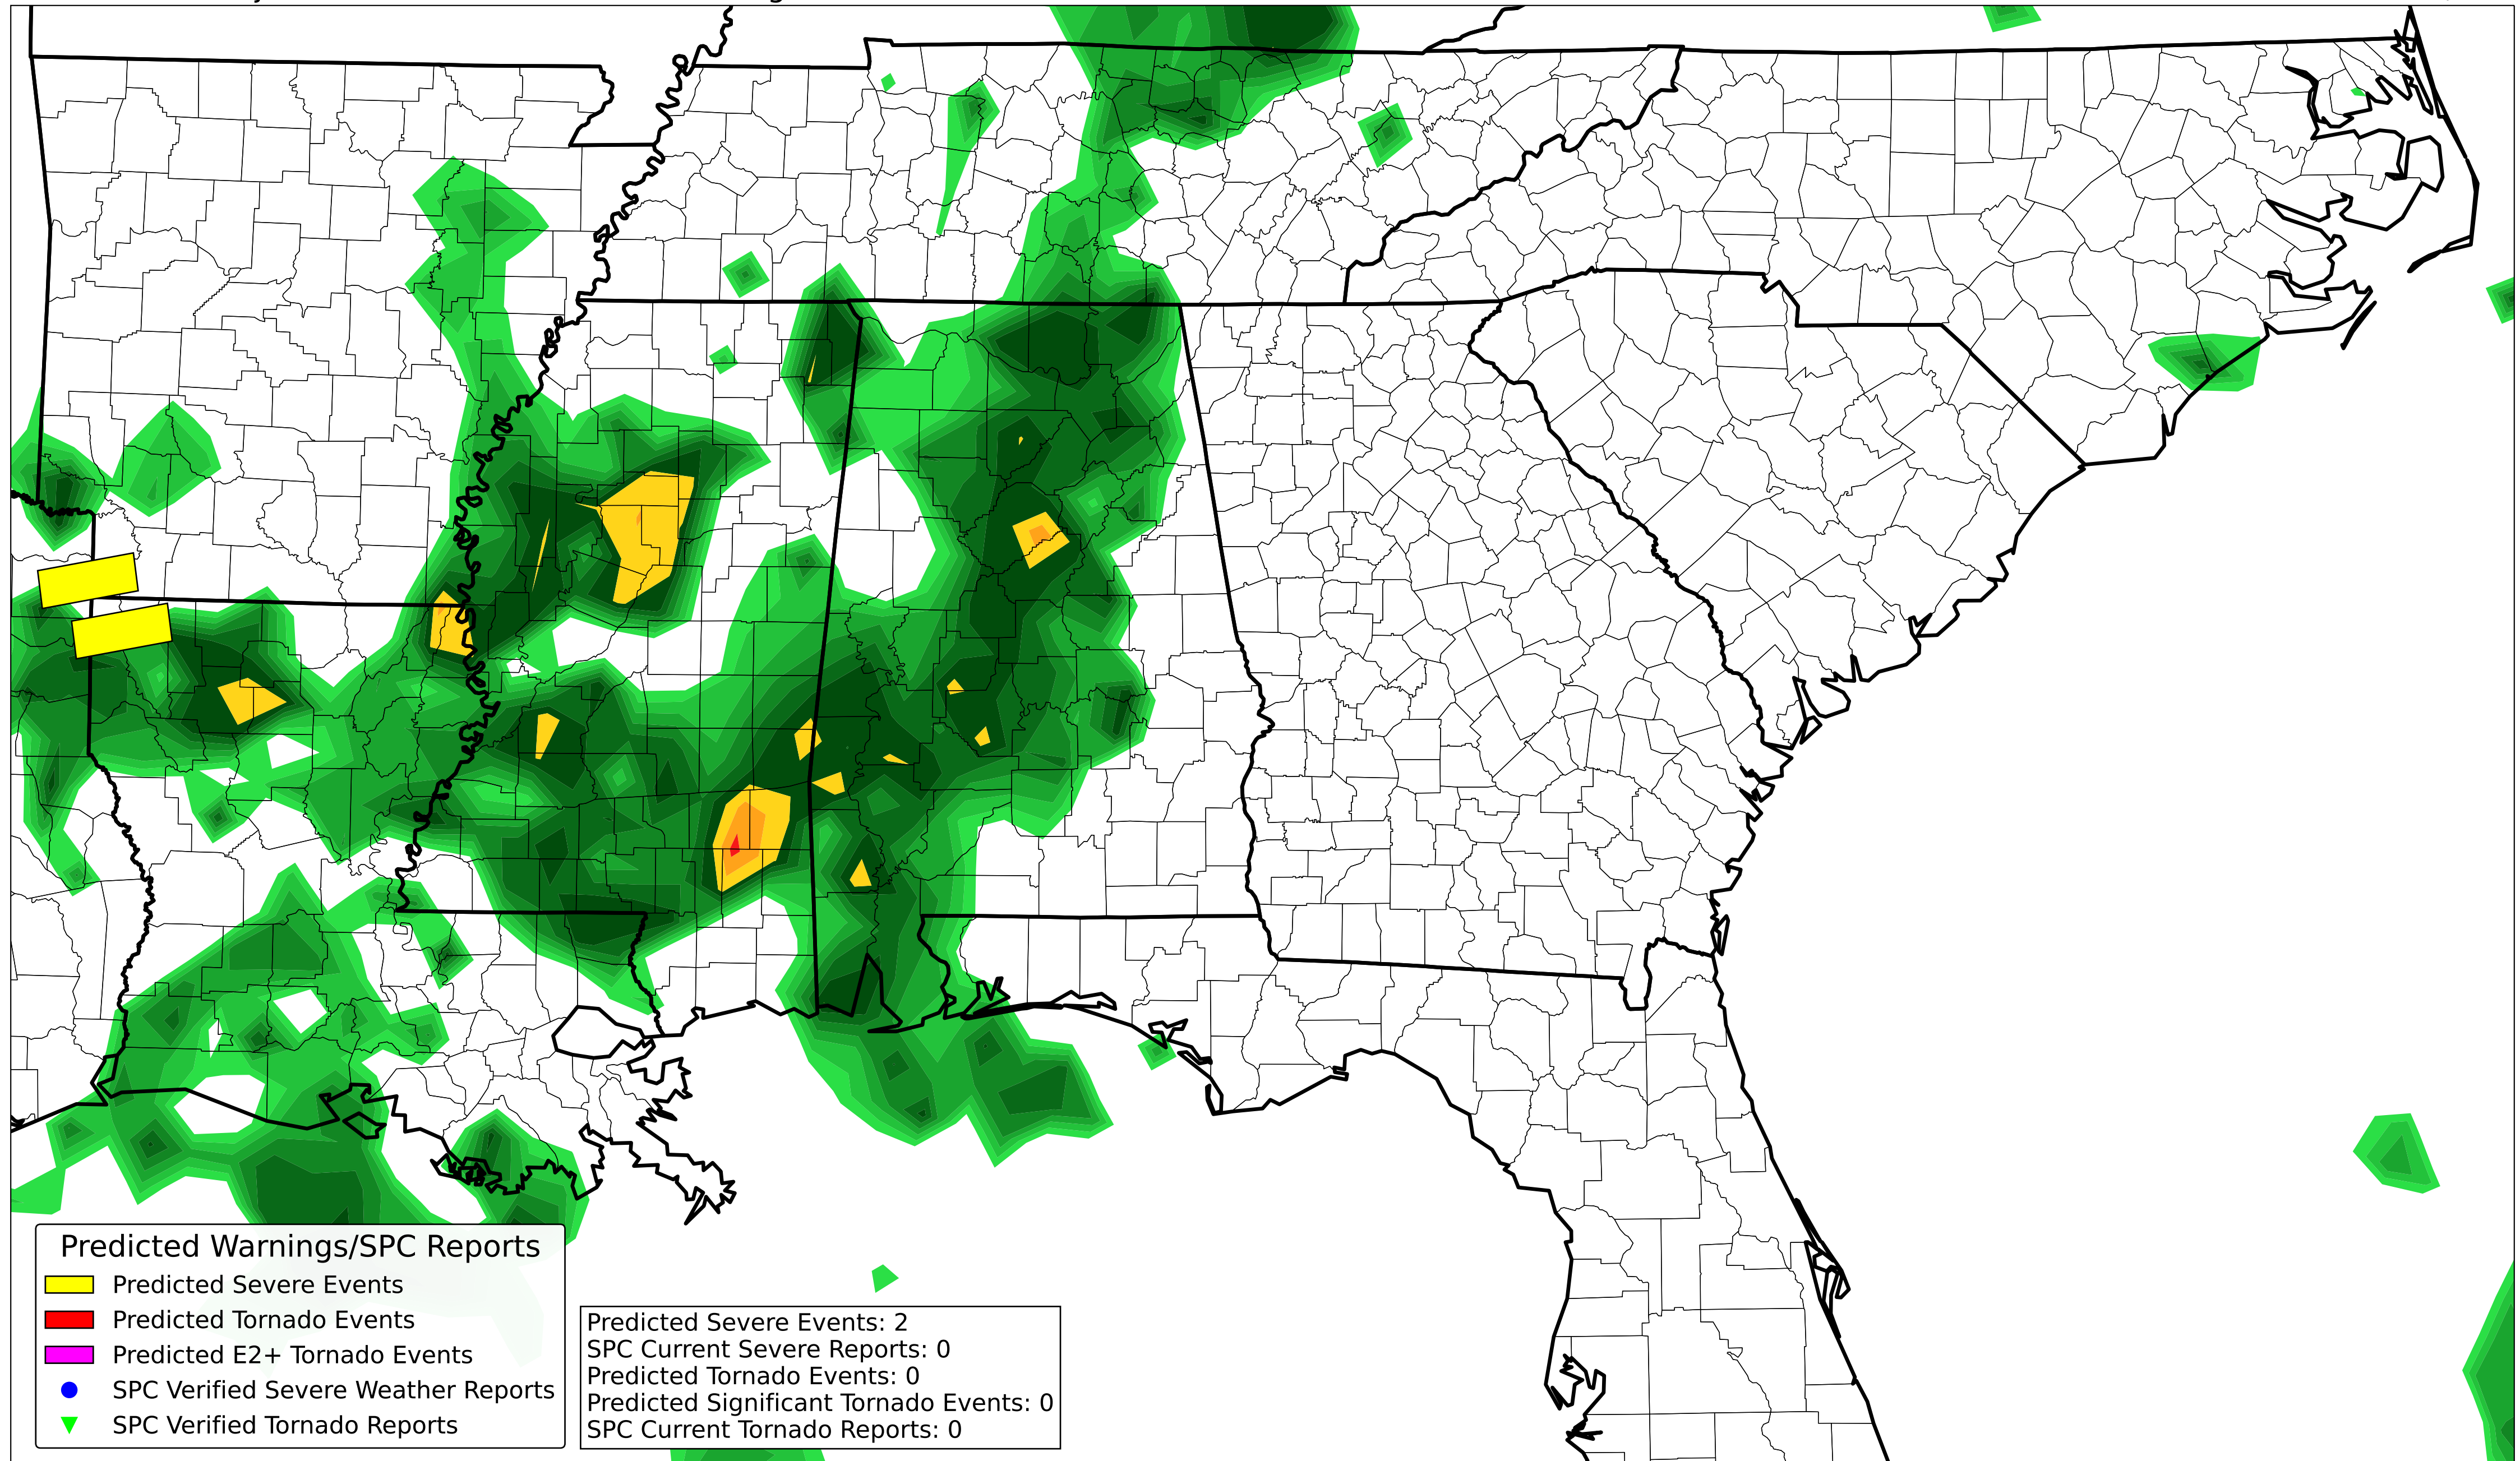 Predicted Warnings/SPC Reports
Predicted Severe Events
Predicted Tornado Events
Predicted E2+ Tornado Events
SPC Verified Severe Weather Reports
SPC Verified Tornado Reports
Predicted Severe Events: 2
SPC Current Severe Reports: 0
Predicted Tornado Events: 0
Predicted Significant Tornado Events: 0
SPC Current Tornado Reports: 0